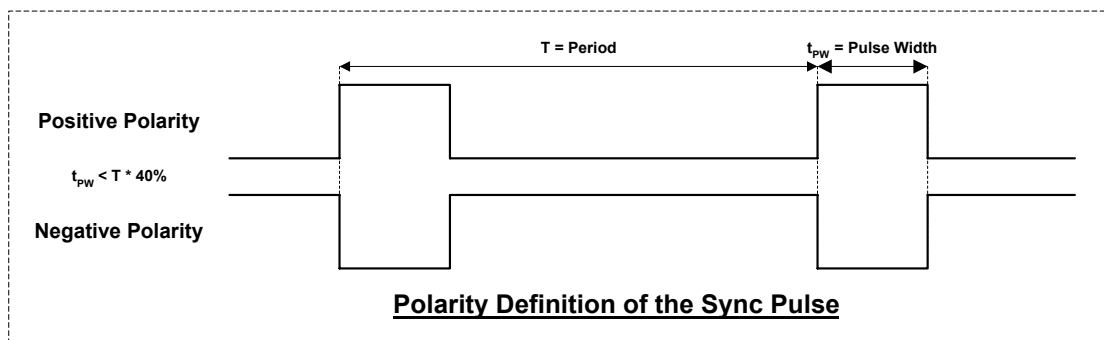 T = Period
tPW = Pulse Width
Positive Polarity
tPW < T * 40%
Negative Polarity
Polarity Definition of the Sync Pulse